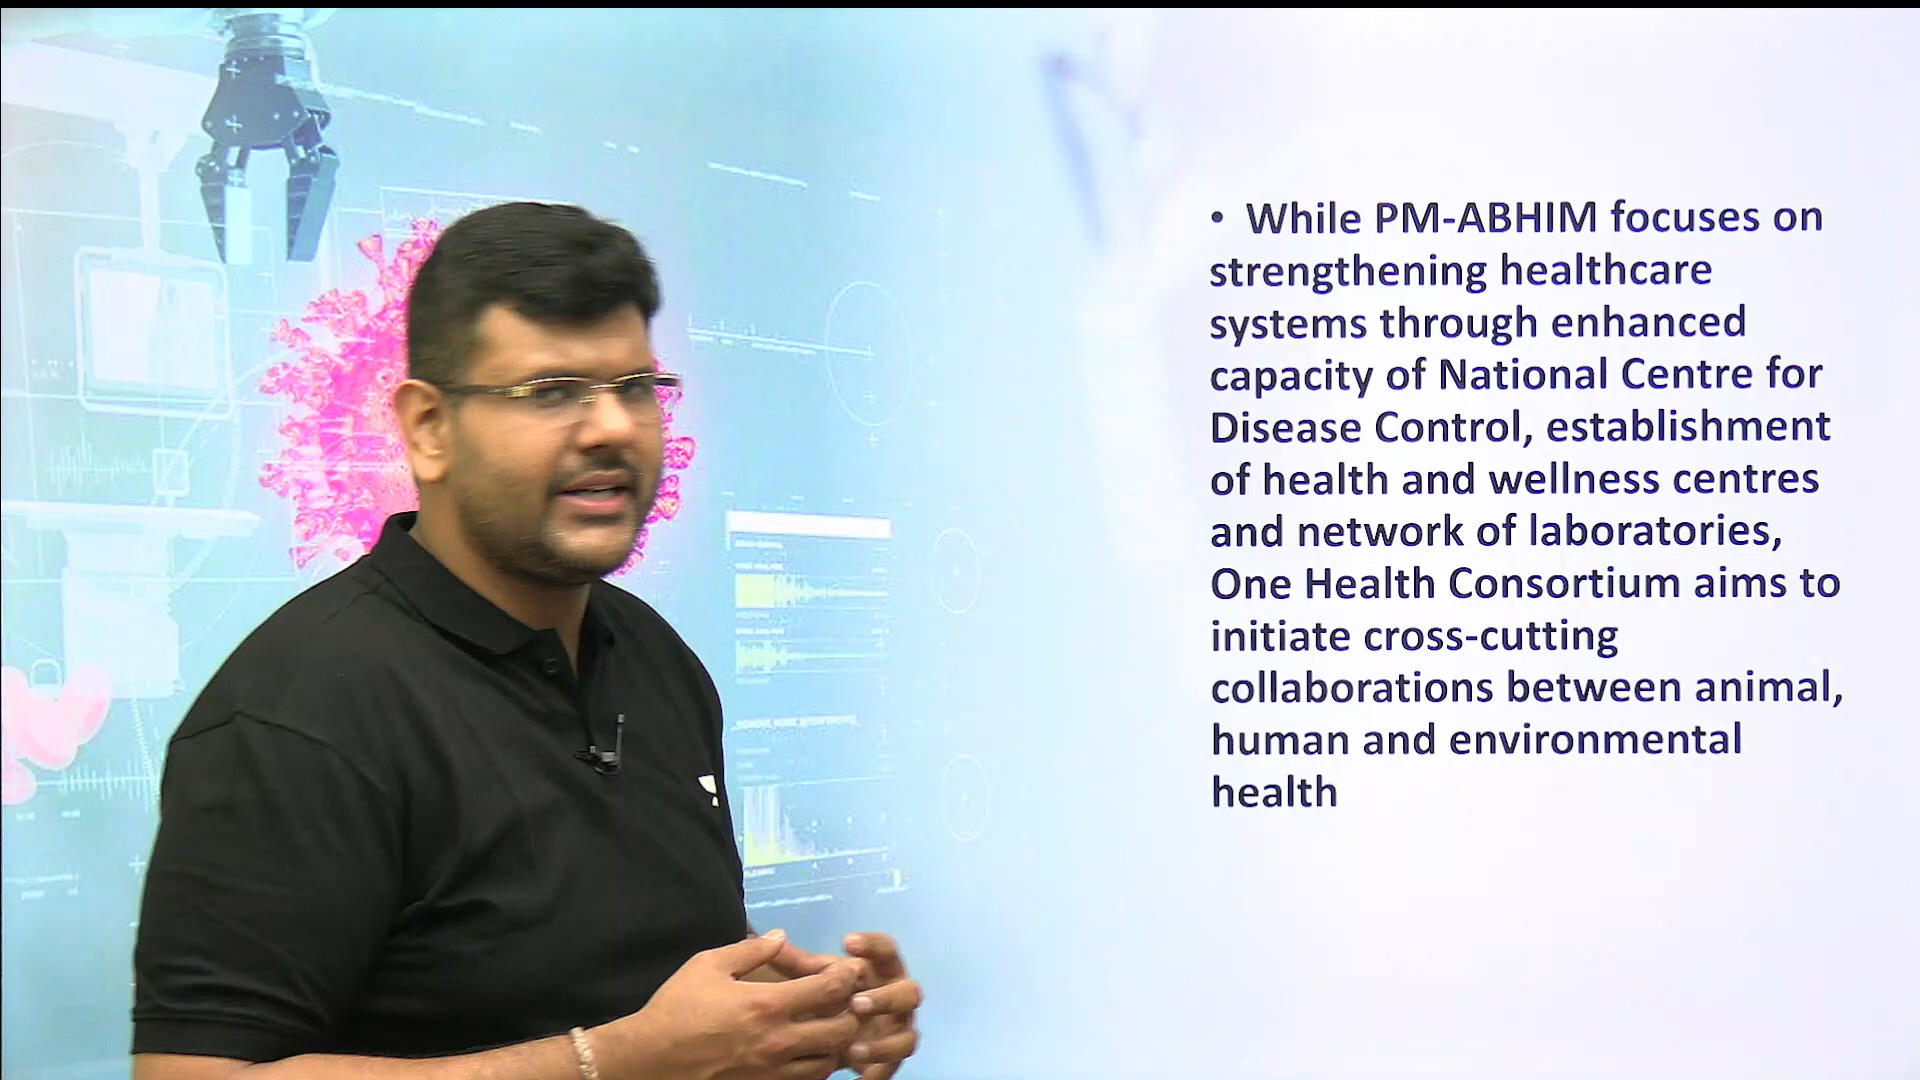 • While PM-ABHIM focuses on
strengthening healthcare
systems through enhanced
capacity of National Centre for
Disease Control, establishment
of health and wellness centres
and network of laboratories,
One Health Consortium aims to
initiate cross-cutting
collaborations between animal,
human and environmental
health